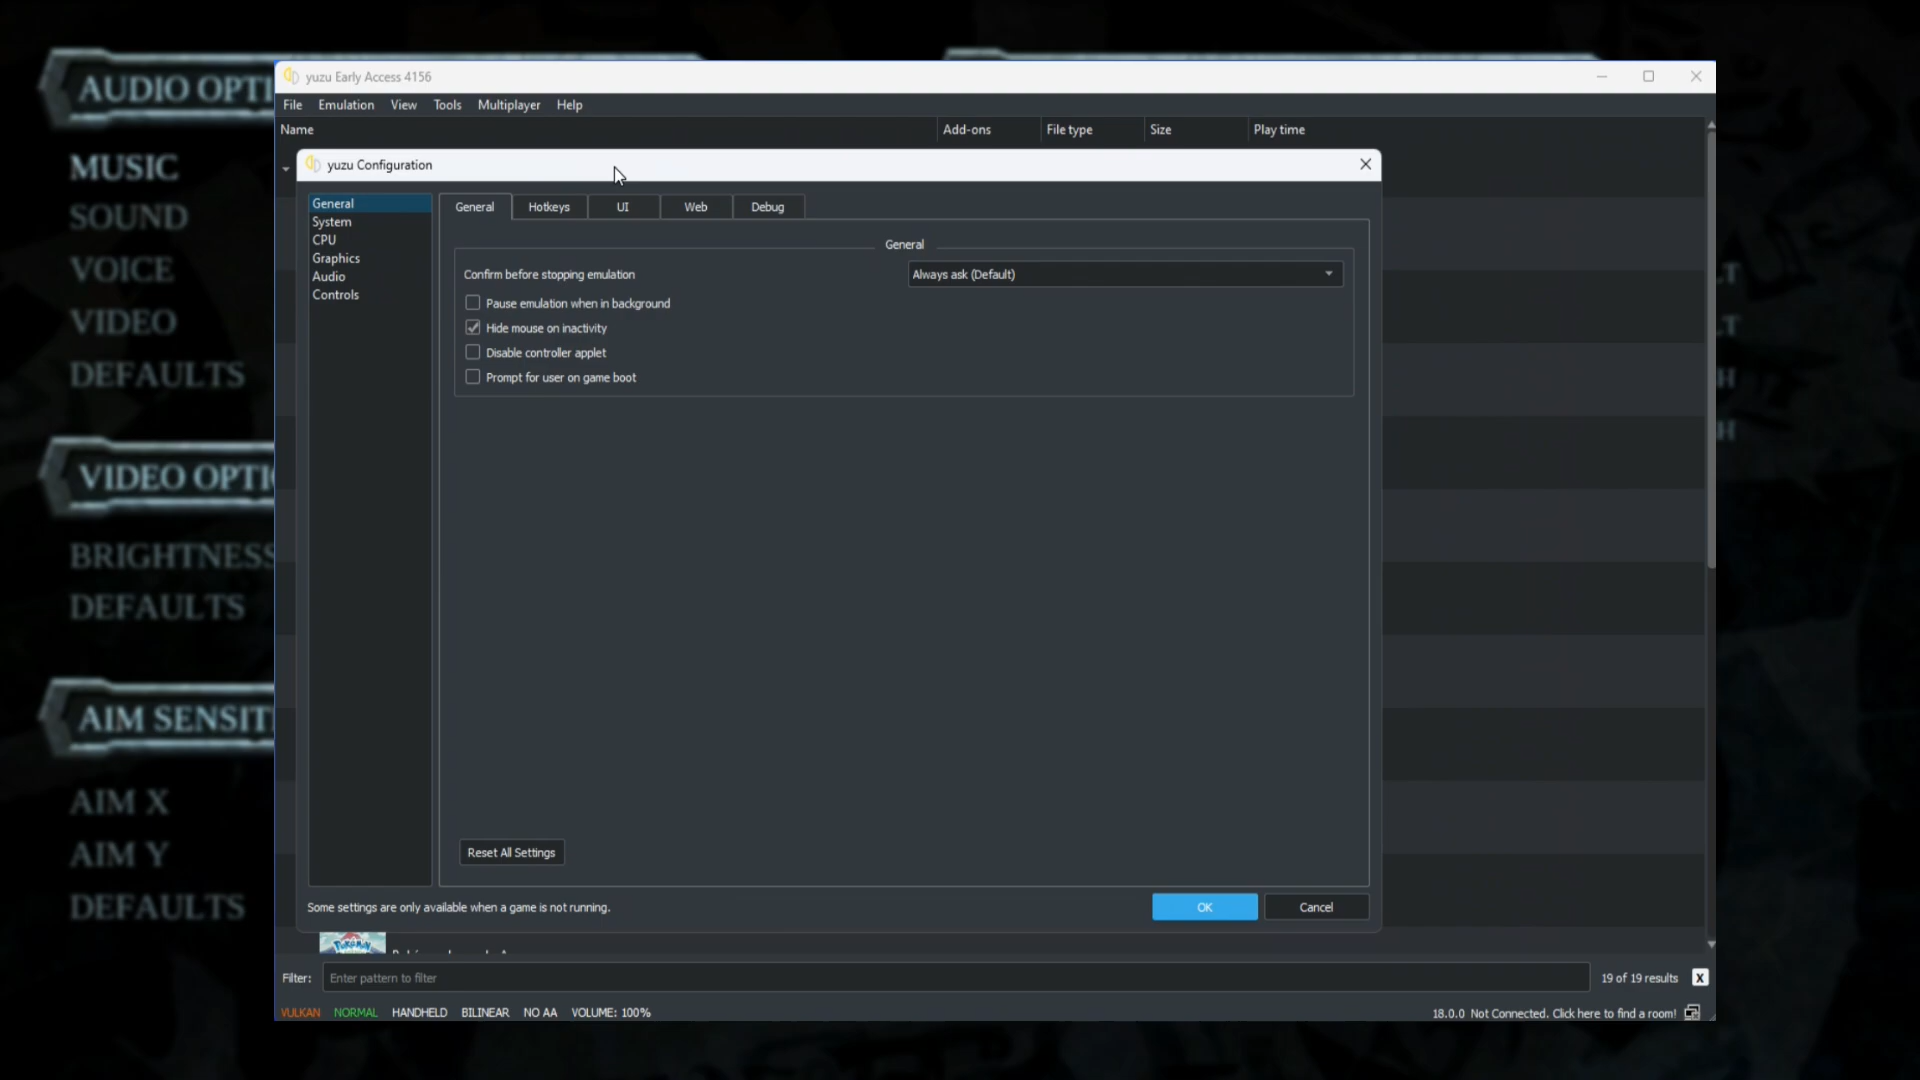 AUDIO OPTI
MUSIC
SOUND
VOICE
VIDEO
DEFAULTS
VIDEO OPTI
BRIGHTNESS
DEFAULTS
AIM SENSIT
AIM X
AIM Y
DEFAULTS
yuzu Early Access 4156
File Emulation View Tools Multiplayer Help
Name Add-ons File type Size Play time
yuzu Configuration
General
System
CPU
Graphics
Audio
Controls
General Hotkeys UI Web Debug
General
Confirm before stopping emulation Always ask (Default)
Pause emulation when in background
Hide mouse on inactivity
Disable controller applet
Prompt for user on game boot
Reset All Settings
Some settings are only available when a game is not running. OK Cancel
POKéMON
Filter: Enter pattern to filter 19 of 19 results X
VULKAN NORMAL HANDHELD BILINEAR NO AA VOLUME: 100% 18.0.0 Not Connected. Click here to find a room!
LT
LT
H
H